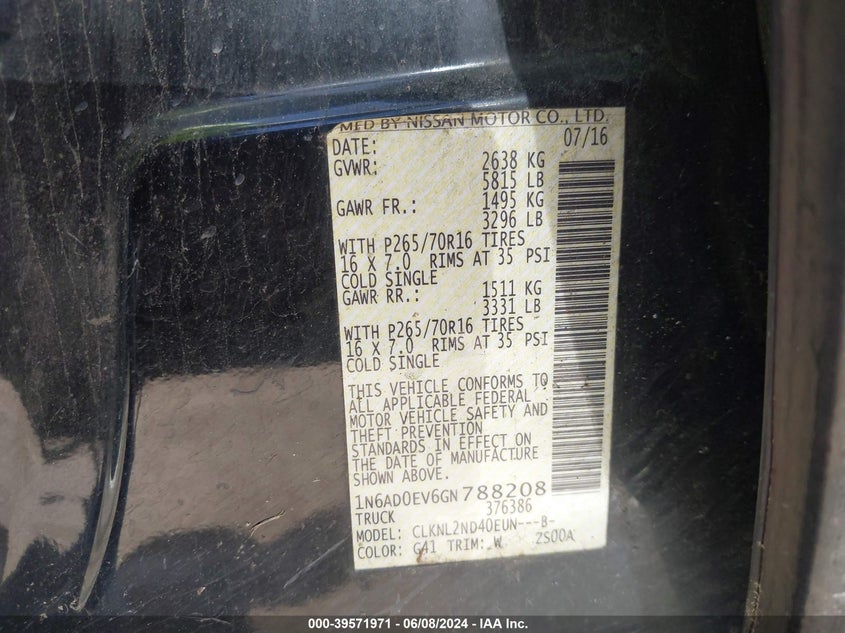 MFD BY NISSAN MOTOR CO., LTD.
DATE: 07/16
GVWR: 2638 KG
5815 LB
GAWR FR.: 1495 KG
3296 LB
WITH P265/70R16 TIRES
16 X 7.0 RIMS AT 35 PSI
COLD SINGLE
GAWR RR.: 1511 KG
3331 LB
WITH P265/70R16 TIRES
16 X 7.0 RIMS AT 35 PSI
COLD SINGLE
THIS VEHICLE CONFORMS TO
ALL APPLICABLE FEDERAL
MOTOR VEHICLE SAFETY AND
THEFT PREVENTION
STANDARDS IN EFFECT ON
THE DATE OF MANUFACTURE
SHOWN ABOVE.
1N6AD0EV6GN788208
TRUCK 376386
MODEL: CLKNL2ND40EUN---B-
COLOR: G41 TRIM: W ZS00A
000-39571971 - 06/08/2024 - IAA Inc.